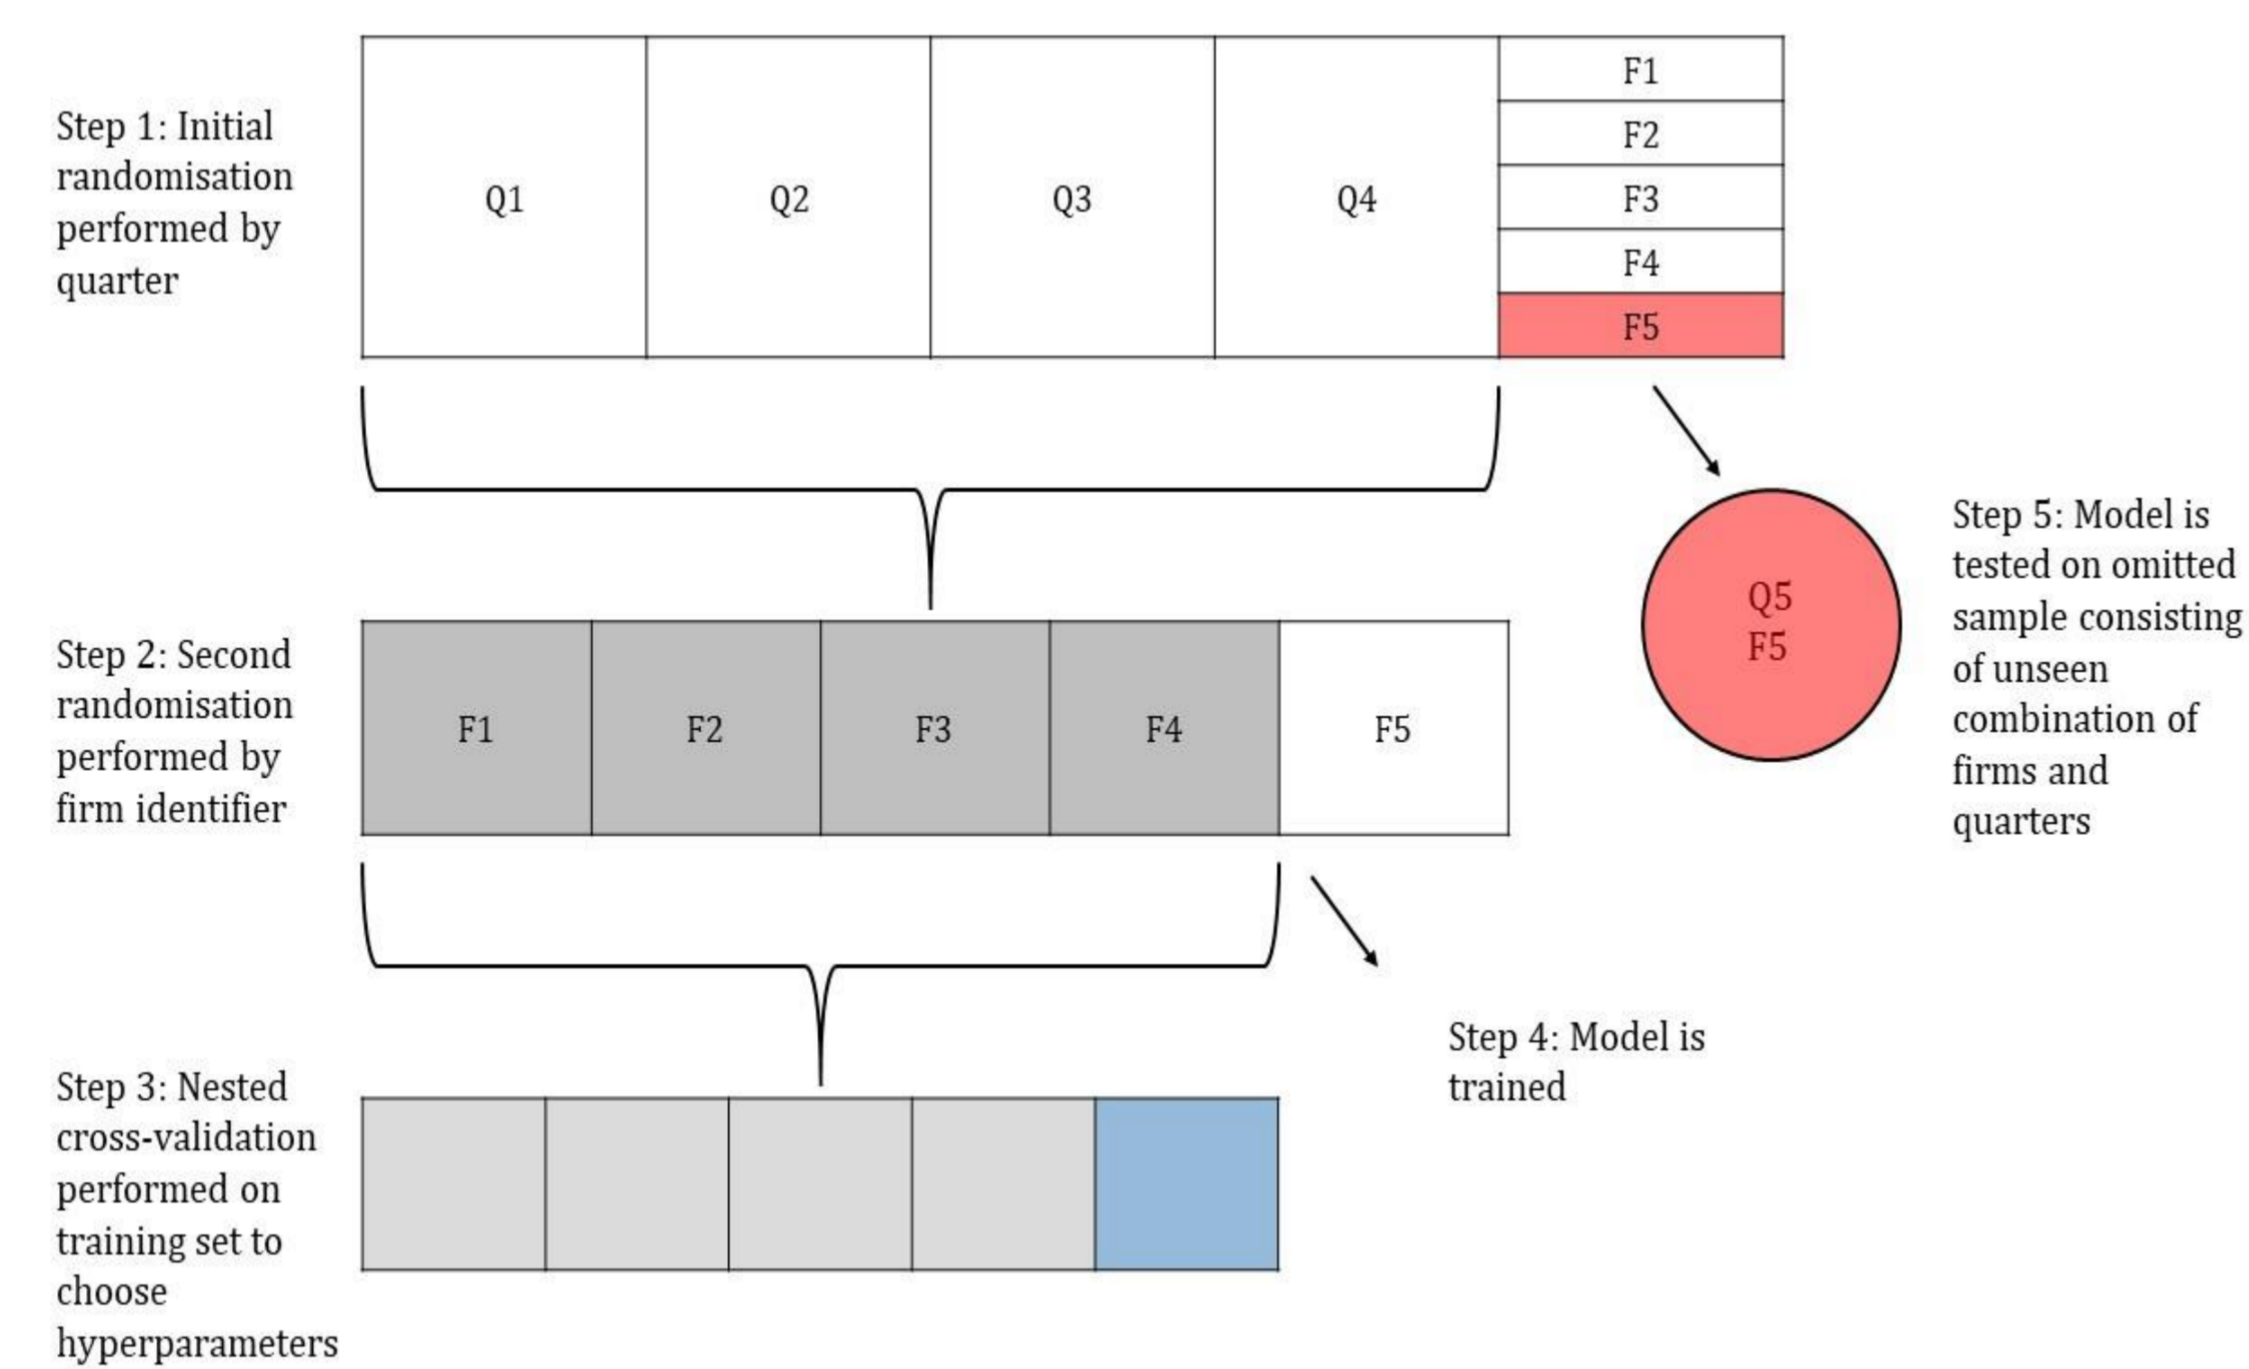 Step 1: Initial
randomisation
performed by
quarter
Q1
Q2
Q3
Q4
F1
F2
F3
F4
F5
Step 2: Second
randomisation
performed by
firm identifier
F1
F2
F3
F4
F5
Q5
F5
Step 5: Model is
tested on omitted
sample consisting
of unseen
combination of
firms and
quarters
Step 3: Nested
cross-validation
performed on
training set to
choose
hyperparameters
Step 4: Model is
trained